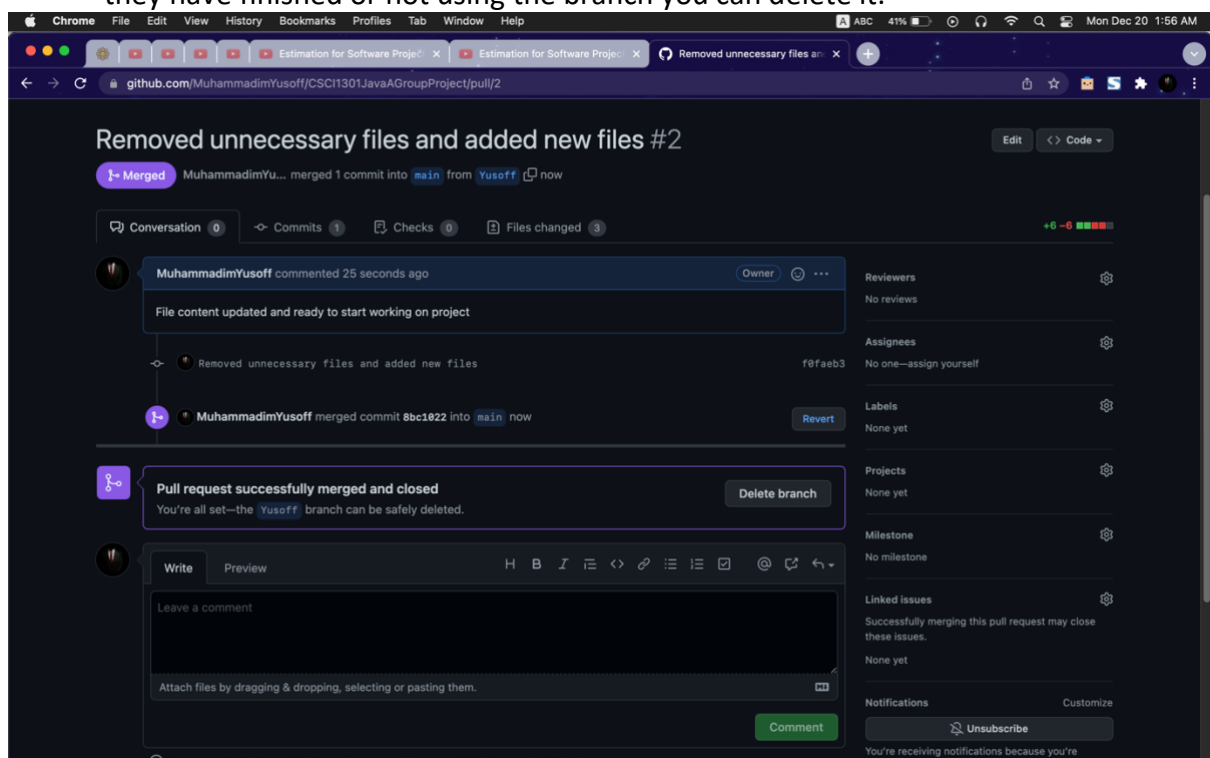 they have finished or not using the branch you can delete it.
Chrome File Edit View History Bookmarks Profiles Tab Window Help A ABC 41% Mon Dec 20 1:56 AM
Estimation for Software Projec × Estimation for Software Projec × Removed unnecessary files an ×
github.com/MuhammadimYusoff/CSCI1301JavaAGroupProject/pull/2
Removed unnecessary files and added new files #2
Edit <> Code
Merged MuhammadimYu... merged 1 commit into main from Yusoff now
Conversation 0 Commits 1 Checks 0 Files changed 3 +6 −6
MuhammadimYusoff commented 25 seconds ago Owner ...
File content updated and ready to start working on project
Removed unnecessary files and added new files f0faeb3
MuhammadimYusoff merged commit 8bc1022 into main now Revert
Pull request successfully merged and closed
You're all set—the Yusoff branch can be safely deleted.
Delete branch
Write Preview H B I <> @
Leave a comment
Attach files by dragging & dropping, selecting or pasting them.
Comment
Reviewers
No reviews
Assignees
No one—assign yourself
Labels
None yet
Projects
None yet
Milestone
No milestone
Linked issues
Successfully merging this pull request may close
these issues.
None yet
Notifications Customize
Unsubscribe
You're receiving notifications because you're